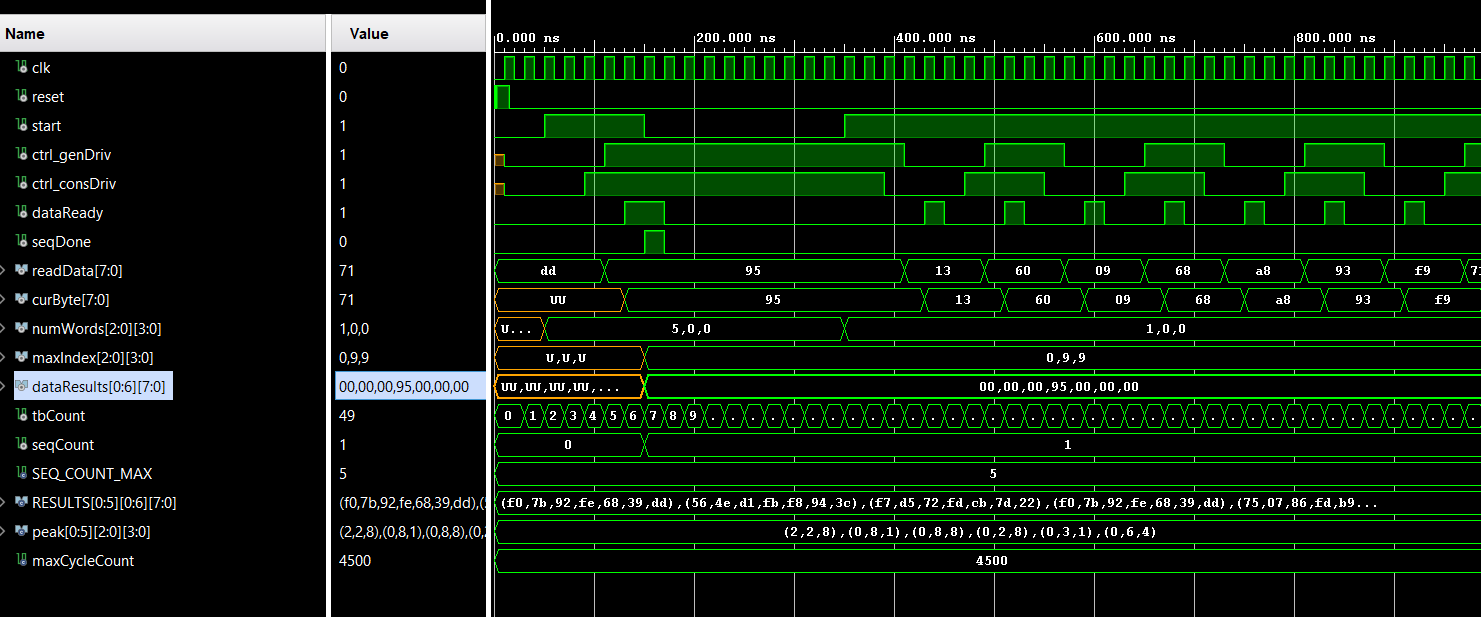 Name Value
0.000 ns 200.000 ns 400.000 ns 600.000 ns 800.000 ns
clk 0
reset 0
start 1
ctrl_genDriv 1
ctrl_consDriv 1
dataReady 1
seqDone 0
readData[7:0] 71 dd 95 13 60 09 68 a8 93 f9
curByte[7:0] 71 UU 95 13 60 09 68 a8 93 f9
numWords[2:0][3:0] 1,0,0 U... 5,0,0 1,0,0
maxIndex[2:0][3:0] 0,9,9 U,U,U 0,9,9
dataResults[0:6][7:0] 00,00,00,95,00,00,00 UU,UU,UU,UU,... 00,00,00,95,00,00,00
tbCount 49 0 1 2 3 4 5 6 7 8 9 . . . . . . . . . . . . . . . . . . . . . . . . . . . . . . . . . . . . . . .
seqCount 1 0 1
SEQ_COUNT_MAX 5 5
RESULTS[0:5][0:6][7:0] (f0,7b,92,fe,68,39,dd),(5 (f0,7b,92,fe,68,39,dd),(56,4e,d1,fb,f8,94,3c),(f7,d5,72,fd,cb,7d,22),(f0,7b,92,fe,68,39,dd),(75,07,86,fd,b9...
peak[0:5][2:0][3:0] (2,2,8),(0,8,1),(0,8,8),(0, (2,2,8),(0,8,1),(0,8,8),(0,2,8),(0,3,1),(0,6,4)
maxCycleCount 4500 4500